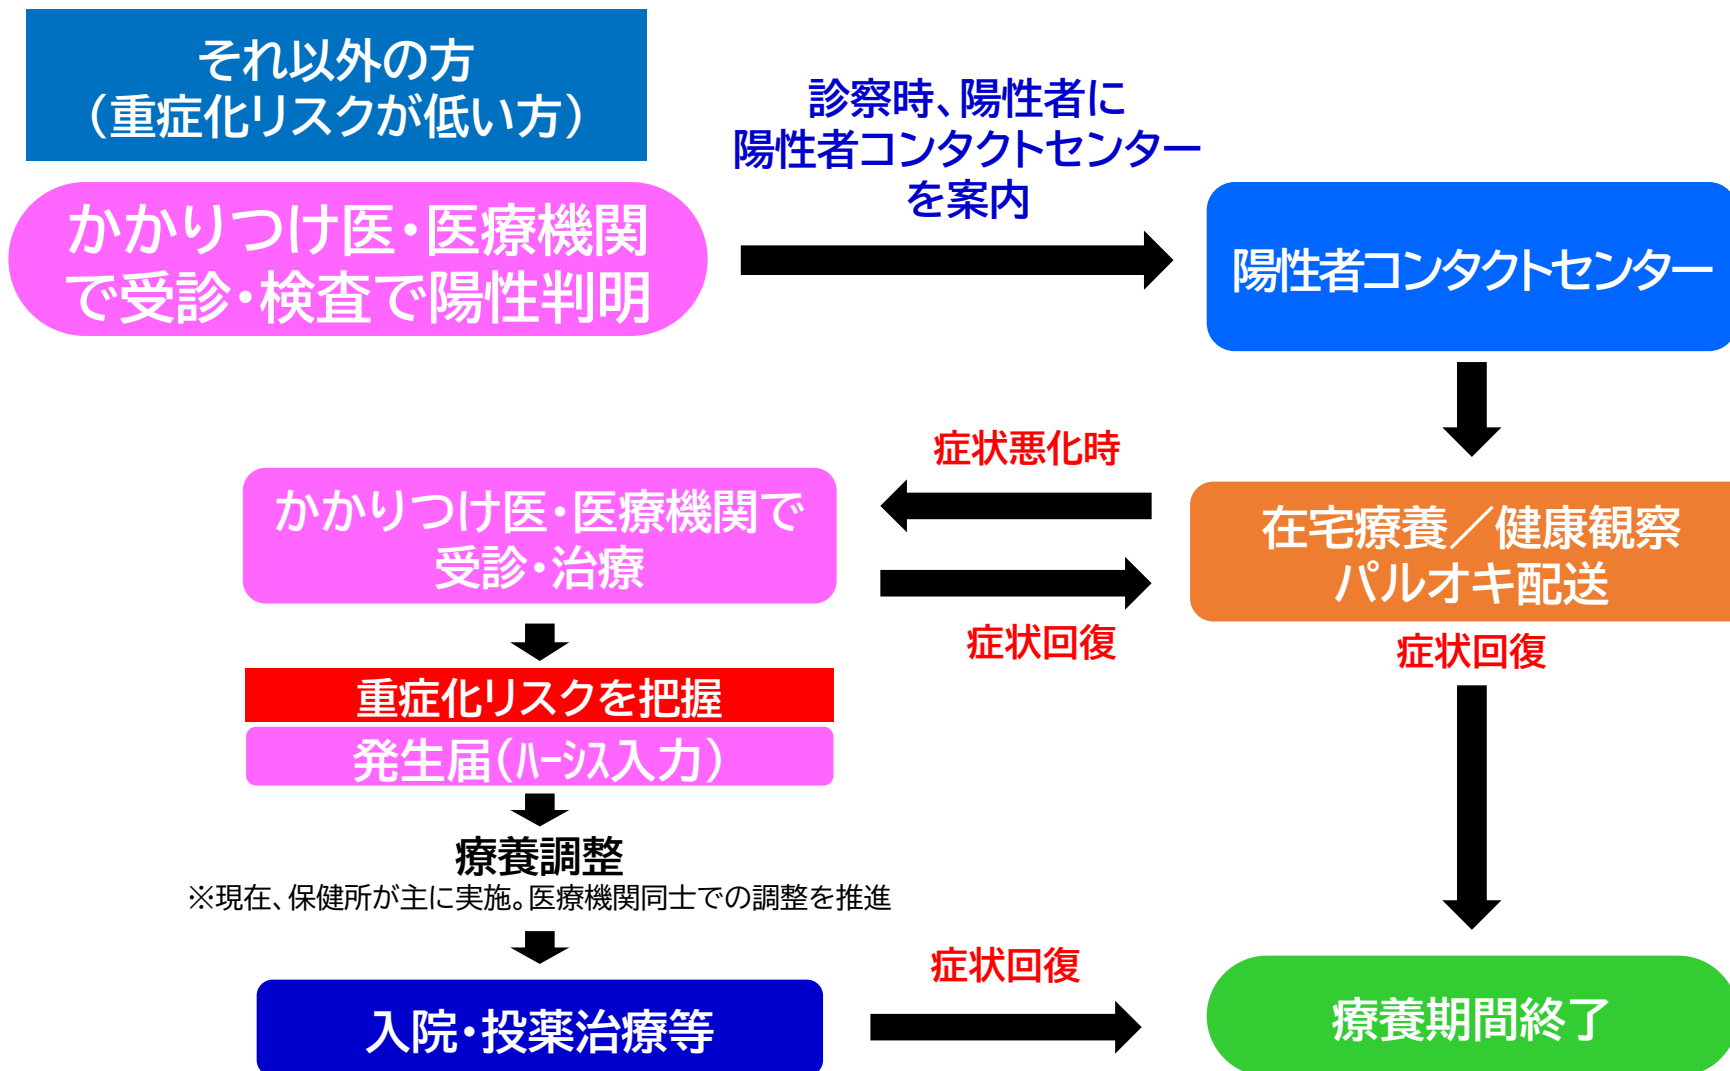 それ以外の方
（重症化リスクが低い方）
診察時、陽性者に
陽性者コンタクトセンター
を案内
かかりつけ医・医療機関
で受診・検査で陽性判明
陽性者コンタクトセンター
症状悪化時
かかりつけ医・医療機関で
受診・治療
在宅療養／健康観察
パルオキ配送
症状回復
症状回復
重症化リスクを把握
発生届（ﾊｰｼｽ入力）
療養調整
※現在、保健所が主に実施。医療機関同士での調整を推進
症状回復
入院・投薬治療等
療養期間終了